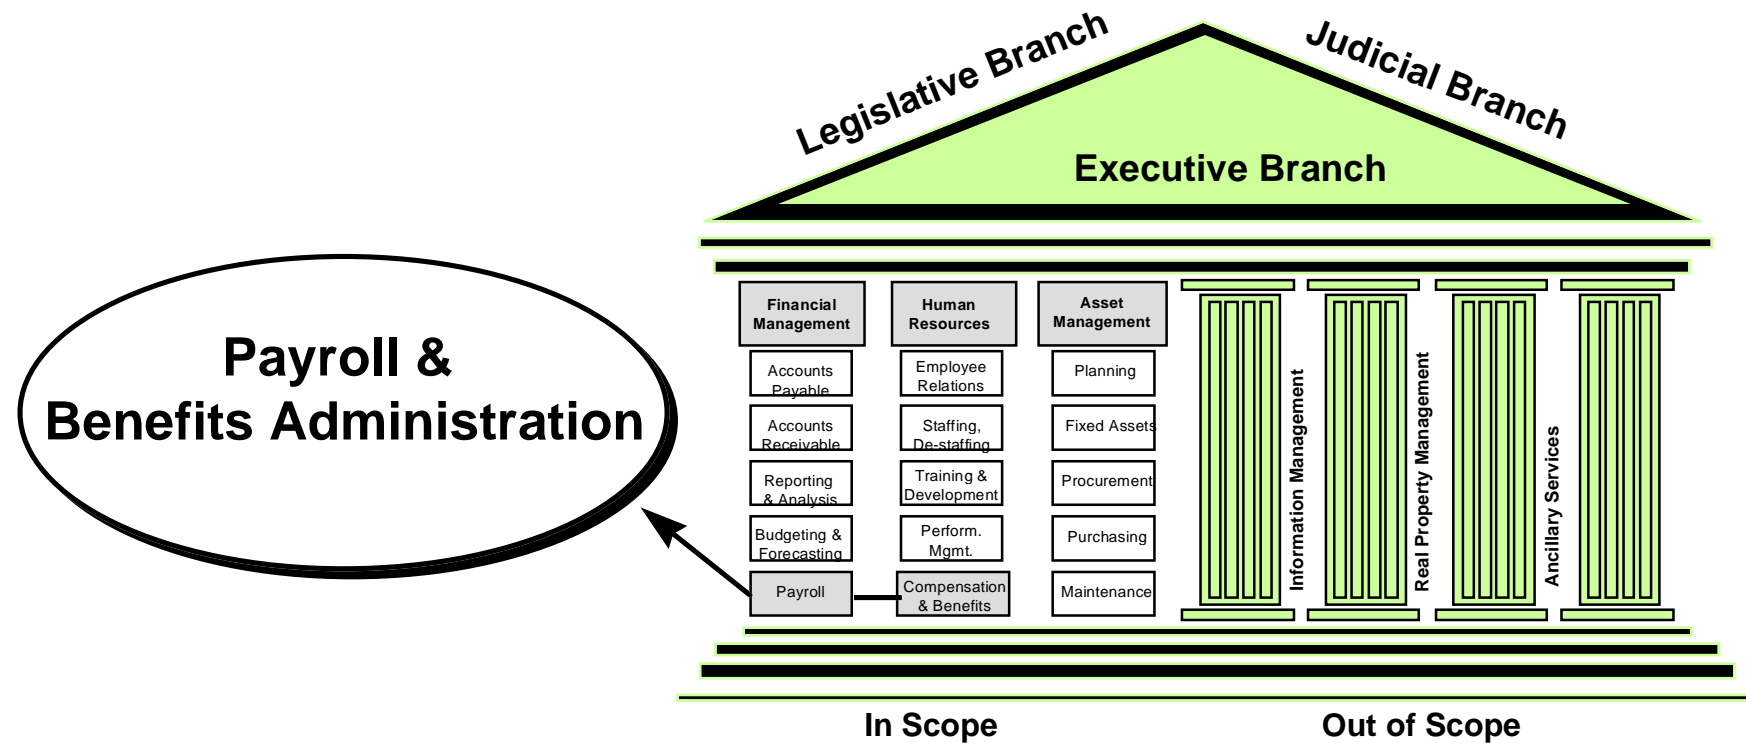 Legislative Branch
Judicial Branch
Executive Branch
Payroll &
Benefits Administration
Financial
Management
Accounts
Payable
Accounts
Receivable
Reporting
& Analysis
Budgeting &
Forecasting
Payroll
Human
Resources
Employee
Relations
Staffing,
De-staffing
Training &
Development
Perform.
Mgmt.
Compensation
& Benefits
Asset
Management
Planning
Fixed Assets
Procurement
Purchasing
Maintenance
Information Management
Real Property Management
Ancillary Services
In Scope
Out of Scope